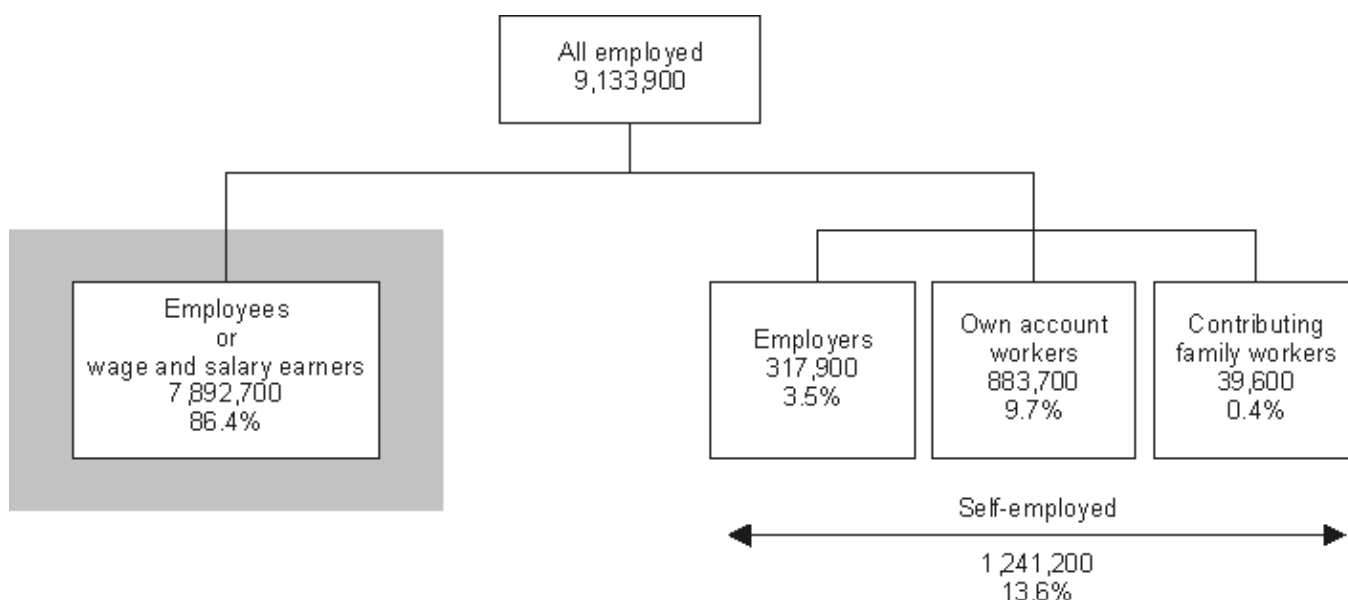 All employed
9,133,900
Employees
or
wage and salary earners
7,892,700
86.4%
Employers
317,900
3.5%
Own account
workers
883,700
9.7%
Contributing
family workers
39,600
0.4%
Self-employed
1,241,200
13.6%